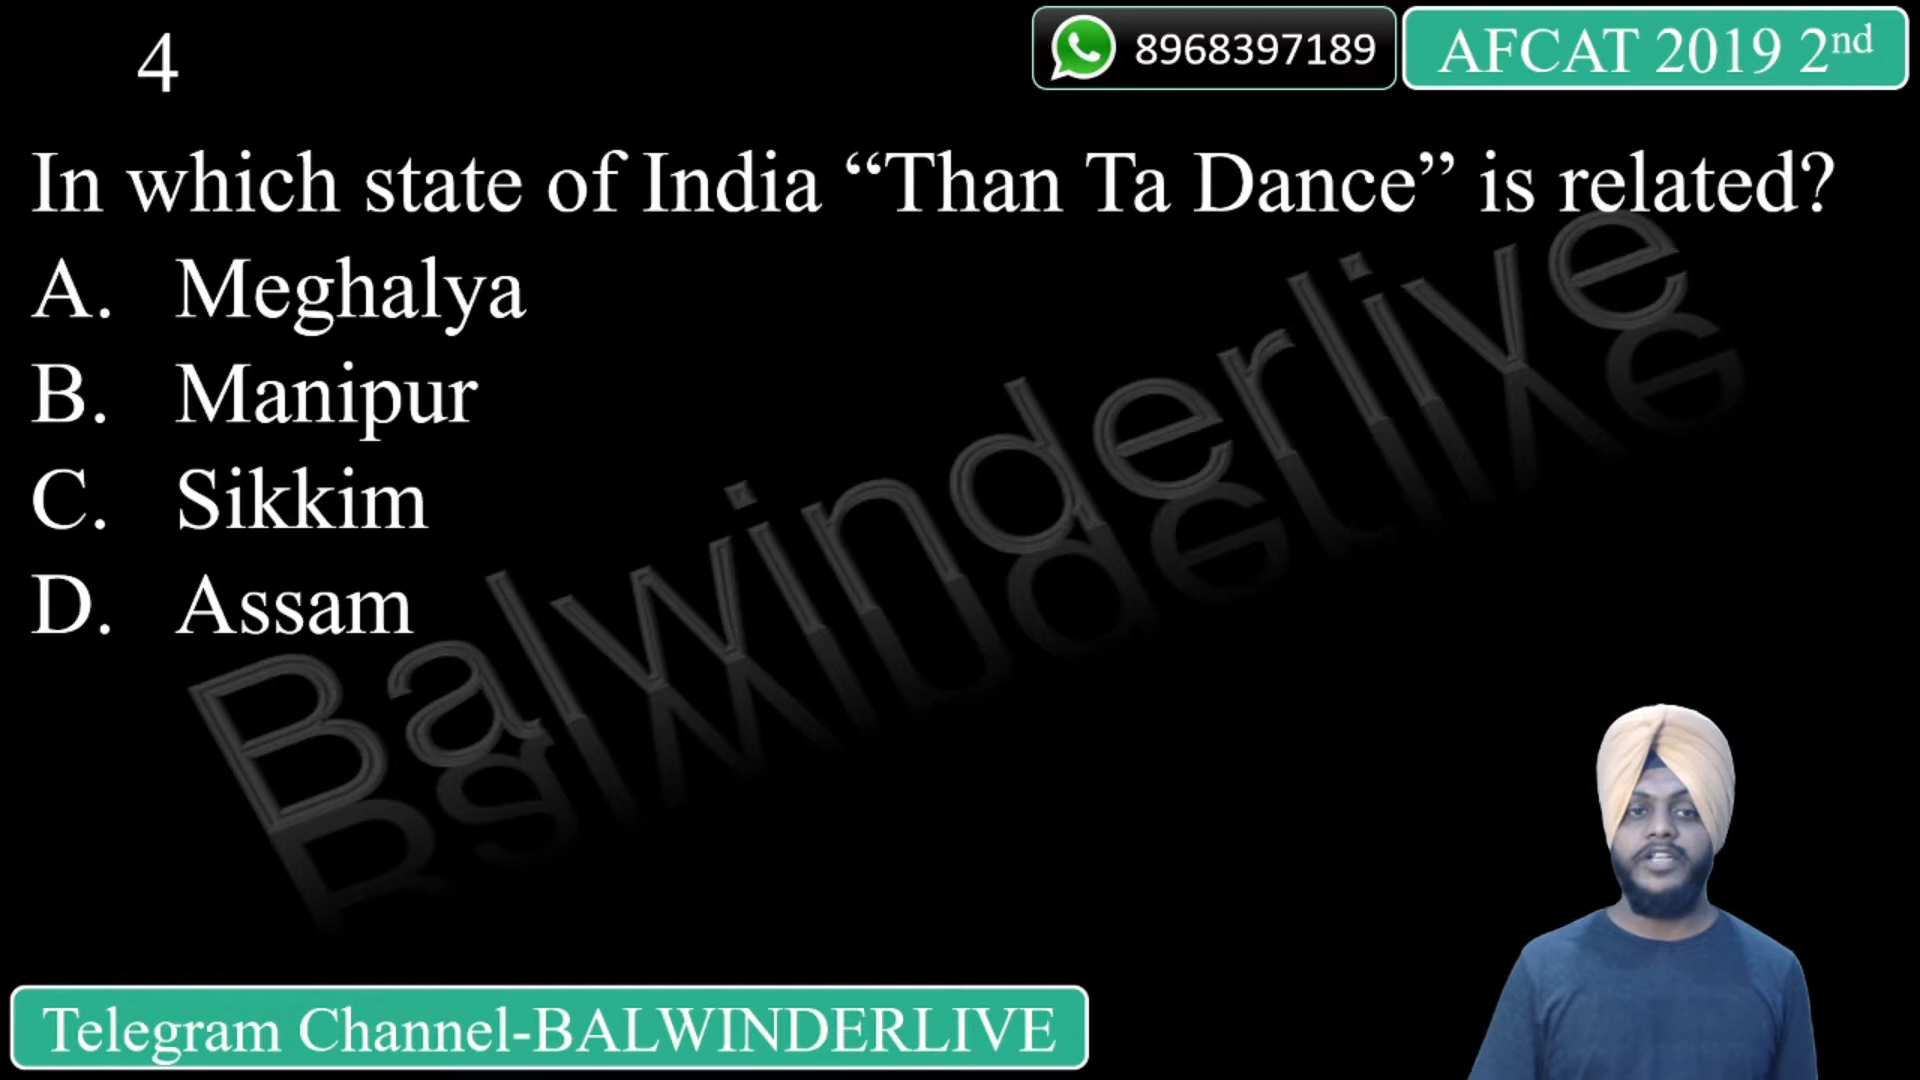 4
8968397189
AFCAT 2019 2nd
In which state of India “Than Ta Dance” is related?
A. Meghalya
B. Manipur
C. Sikkim
D. Assam
Balwinderlive
Telegram Channel-BALWINDERLIVE